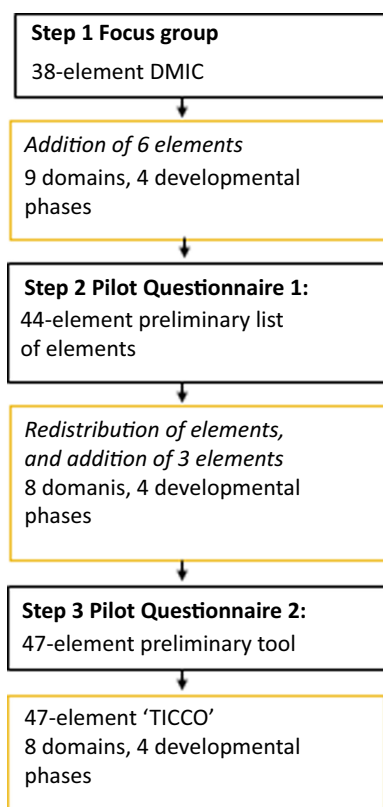 Step 1 Focus group
38-element DMIC
Addition of 6 elements
9 domains, 4 developmental
phases
Step 2 Pilot Questionnaire 1:
44-element preliminary list
of elements
Redistribution of elements,
and addition of 3 elements
8 domanis, 4 developmental
phases
Step 3 Pilot Questionnaire 2:
47-element preliminary tool
47-element ‘TICCO’
8 domains, 4 developmental
phases